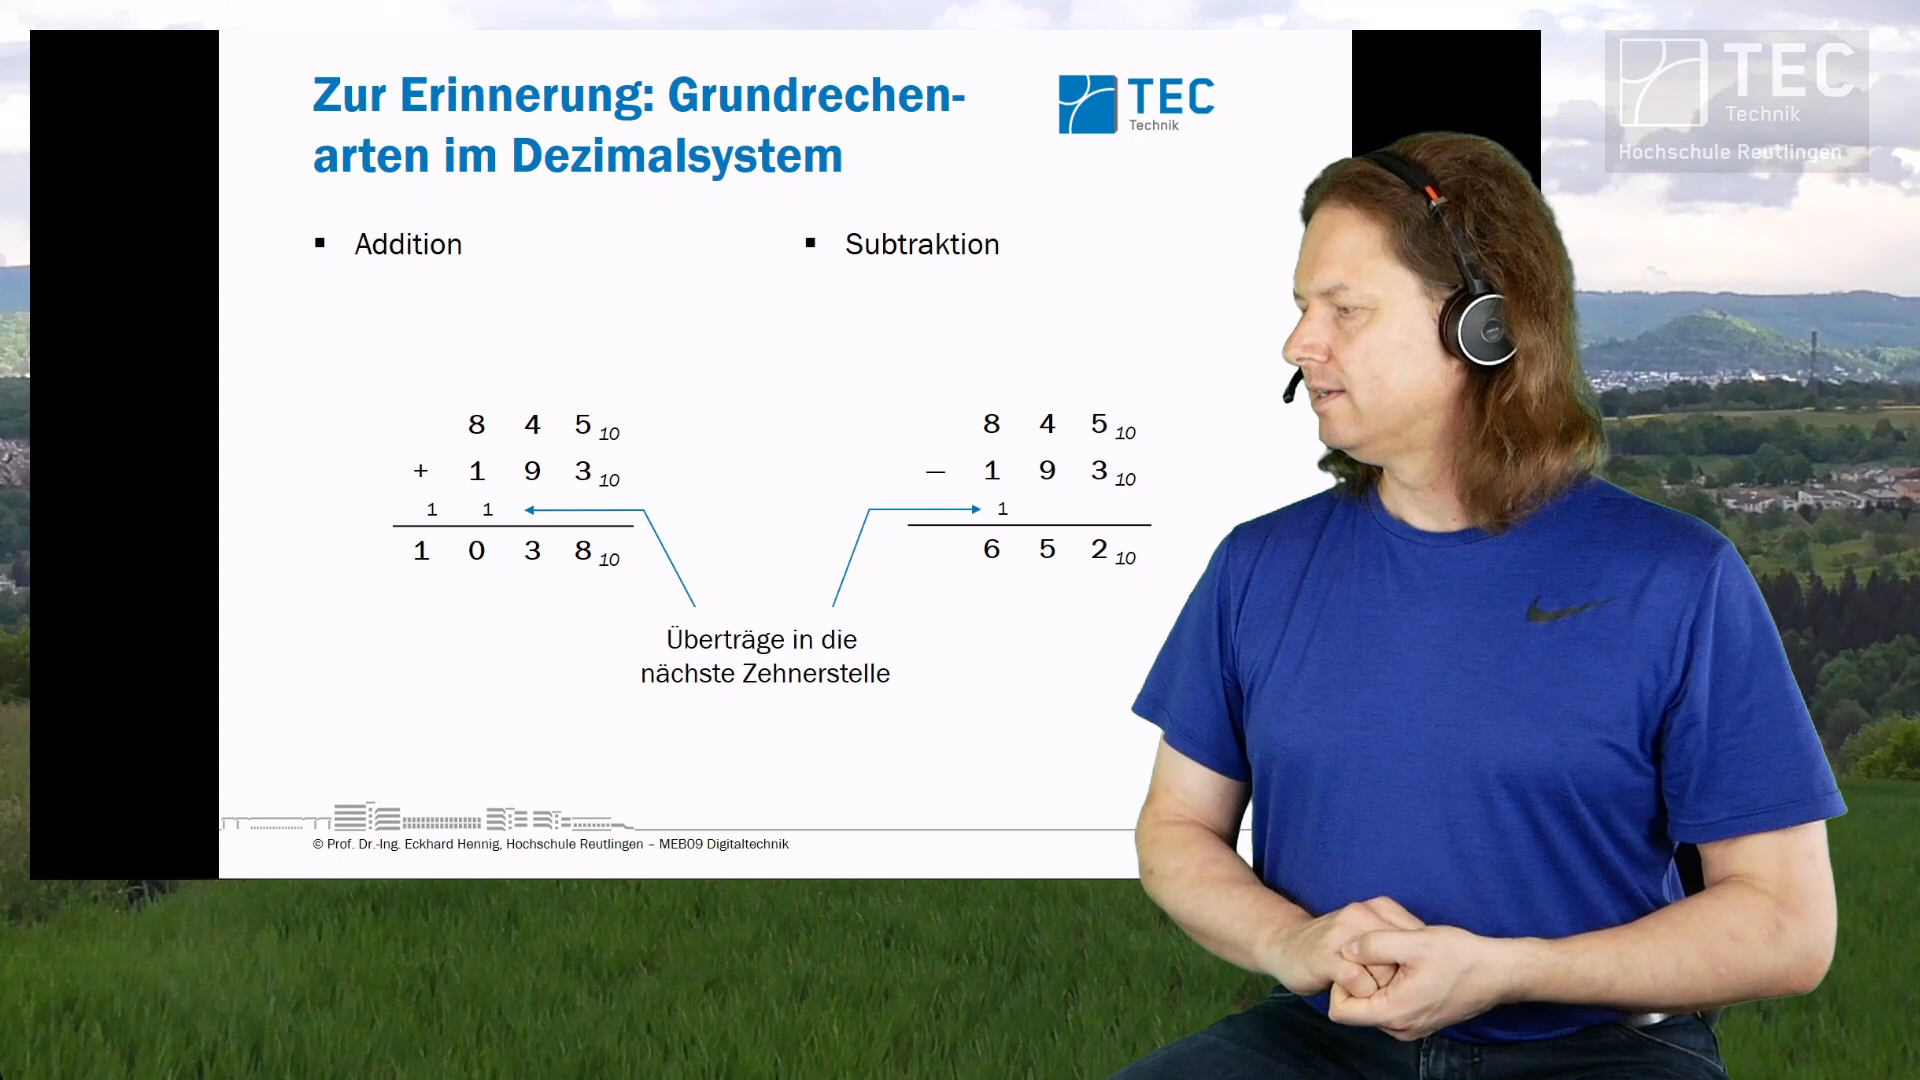 Zur Erinnerung: Grundrechen-
arten im Dezimalsystem
TEC
Technik
TEC
Technik
Hochschule Reutlingen
▪ Addition
▪ Subtraktion
8 4 5 10
+ 1 9 3 10
1 1
1 0 3 8 10
8 4 5 10
− 1 9 3 10
1
6 5 2 10
Überträge in die
nächste Zehnerstelle
© Prof. Dr.-Ing. Eckhard Hennig, Hochschule Reutlingen – MEB09 Digitaltechnik